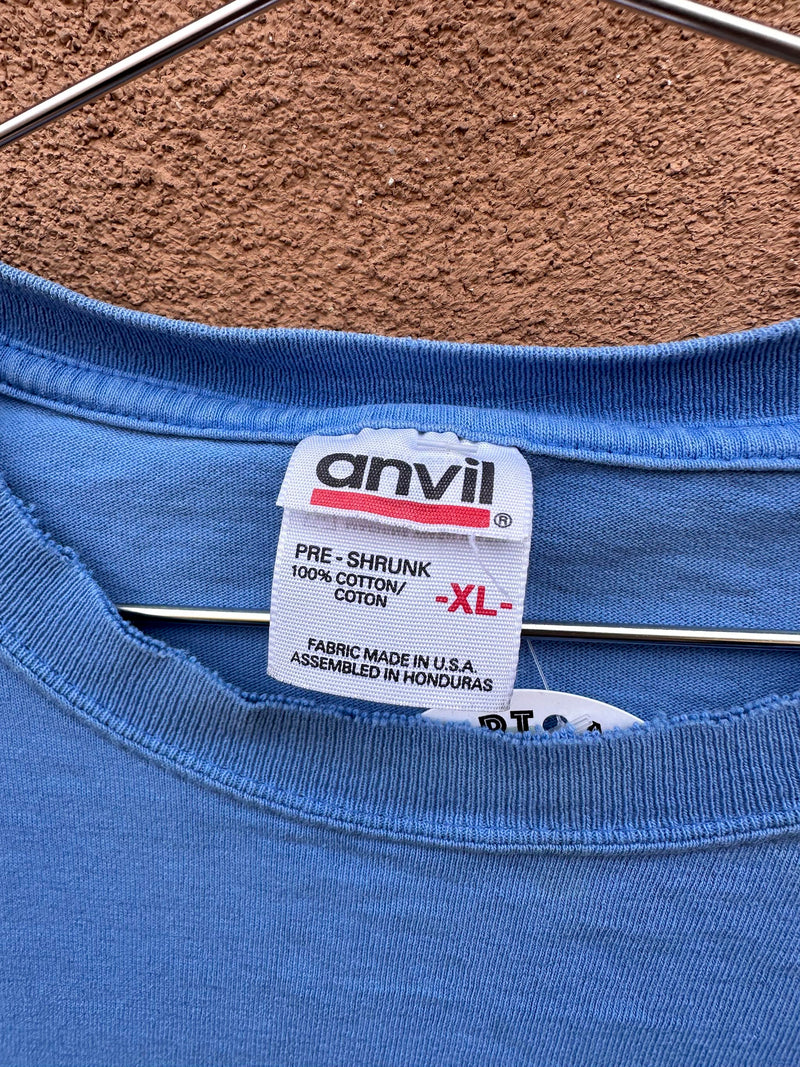 anvil
®
PRE-SHRUNK
100% COTTON/
COTON
-XL-
FABRIC MADE IN U.S.A.
ASSEMBLED IN HONDURAS